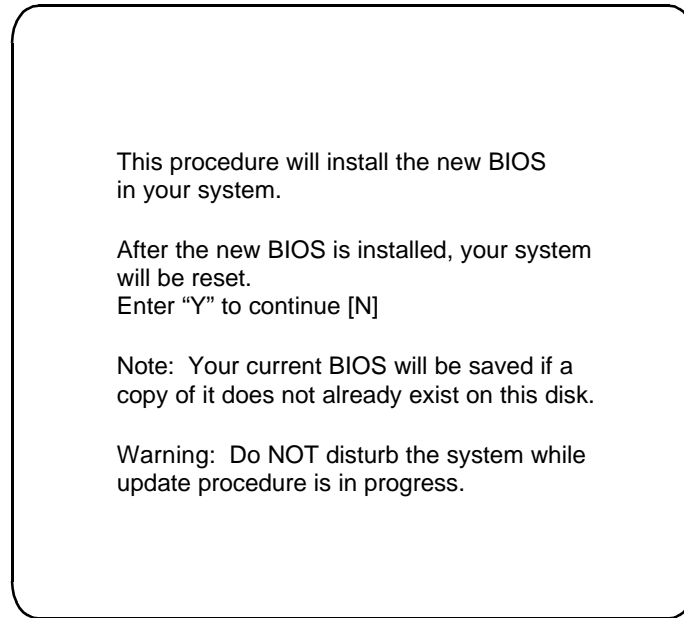 This procedure will install the new BIOS
in your system.
After the new BIOS is installed, your system
will be reset.
Enter “Y” to continue [N]
Note:  Your current BIOS will be saved if a
copy of it does not already exist on this disk.
Warning:  Do NOT disturb the system while
update procedure is in progress.